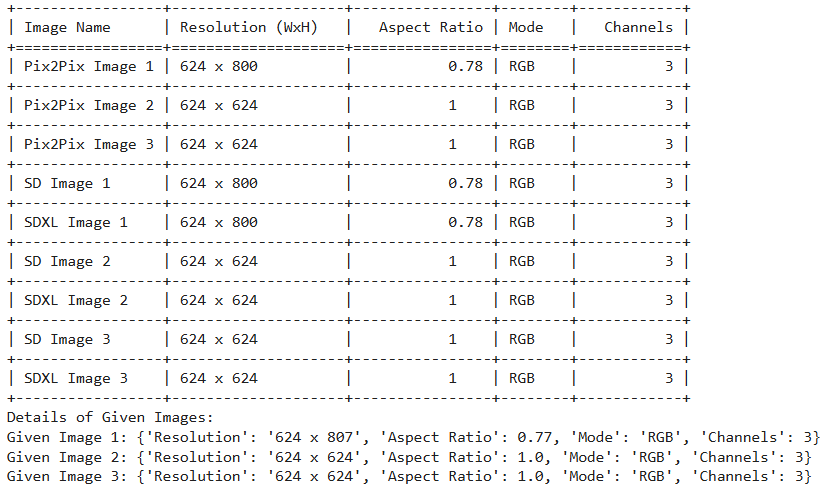 +-----------------+--------------------+----------------+--------+------------+
| Image Name      | Resolution (WxH)   |   Aspect Ratio | Mode   |   Channels |
+=================+====================+================+========+============+
| Pix2Pix Image 1 | 624 x 800          |           0.78 | RGB    |          3 |
+-----------------+--------------------+----------------+--------+------------+
| Pix2Pix Image 2 | 624 x 624          |           1    | RGB    |          3 |
+-----------------+--------------------+----------------+--------+------------+
| Pix2Pix Image 3 | 624 x 624          |           1    | RGB    |          3 |
+-----------------+--------------------+----------------+--------+------------+
| SD Image 1      | 624 x 800          |           0.78 | RGB    |          3 |
+-----------------+--------------------+----------------+--------+------------+
| SDXL Image 1    | 624 x 800          |           0.78 | RGB    |          3 |
+-----------------+--------------------+----------------+--------+------------+
| SD Image 2      | 624 x 624          |           1    | RGB    |          3 |
+-----------------+--------------------+----------------+--------+------------+
| SDXL Image 2    | 624 x 624          |           1    | RGB    |          3 |
+-----------------+--------------------+----------------+--------+------------+
| SD Image 3      | 624 x 624          |           1    | RGB    |          3 |
+-----------------+--------------------+----------------+--------+------------+
| SDXL Image 3    | 624 x 624          |           1    | RGB    |          3 |
+-----------------+--------------------+----------------+--------+------------+
Details of Given Images:
Given Image 1: {'Resolution': '624 x 807', 'Aspect Ratio': 0.77, 'Mode': 'RGB', 'Channels': 3}
Given Image 2: {'Resolution': '624 x 624', 'Aspect Ratio': 1.0, 'Mode': 'RGB', 'Channels': 3}
Given Image 3: {'Resolution': '624 x 624', 'Aspect Ratio': 1.0, 'Mode': 'RGB', 'Channels': 3}